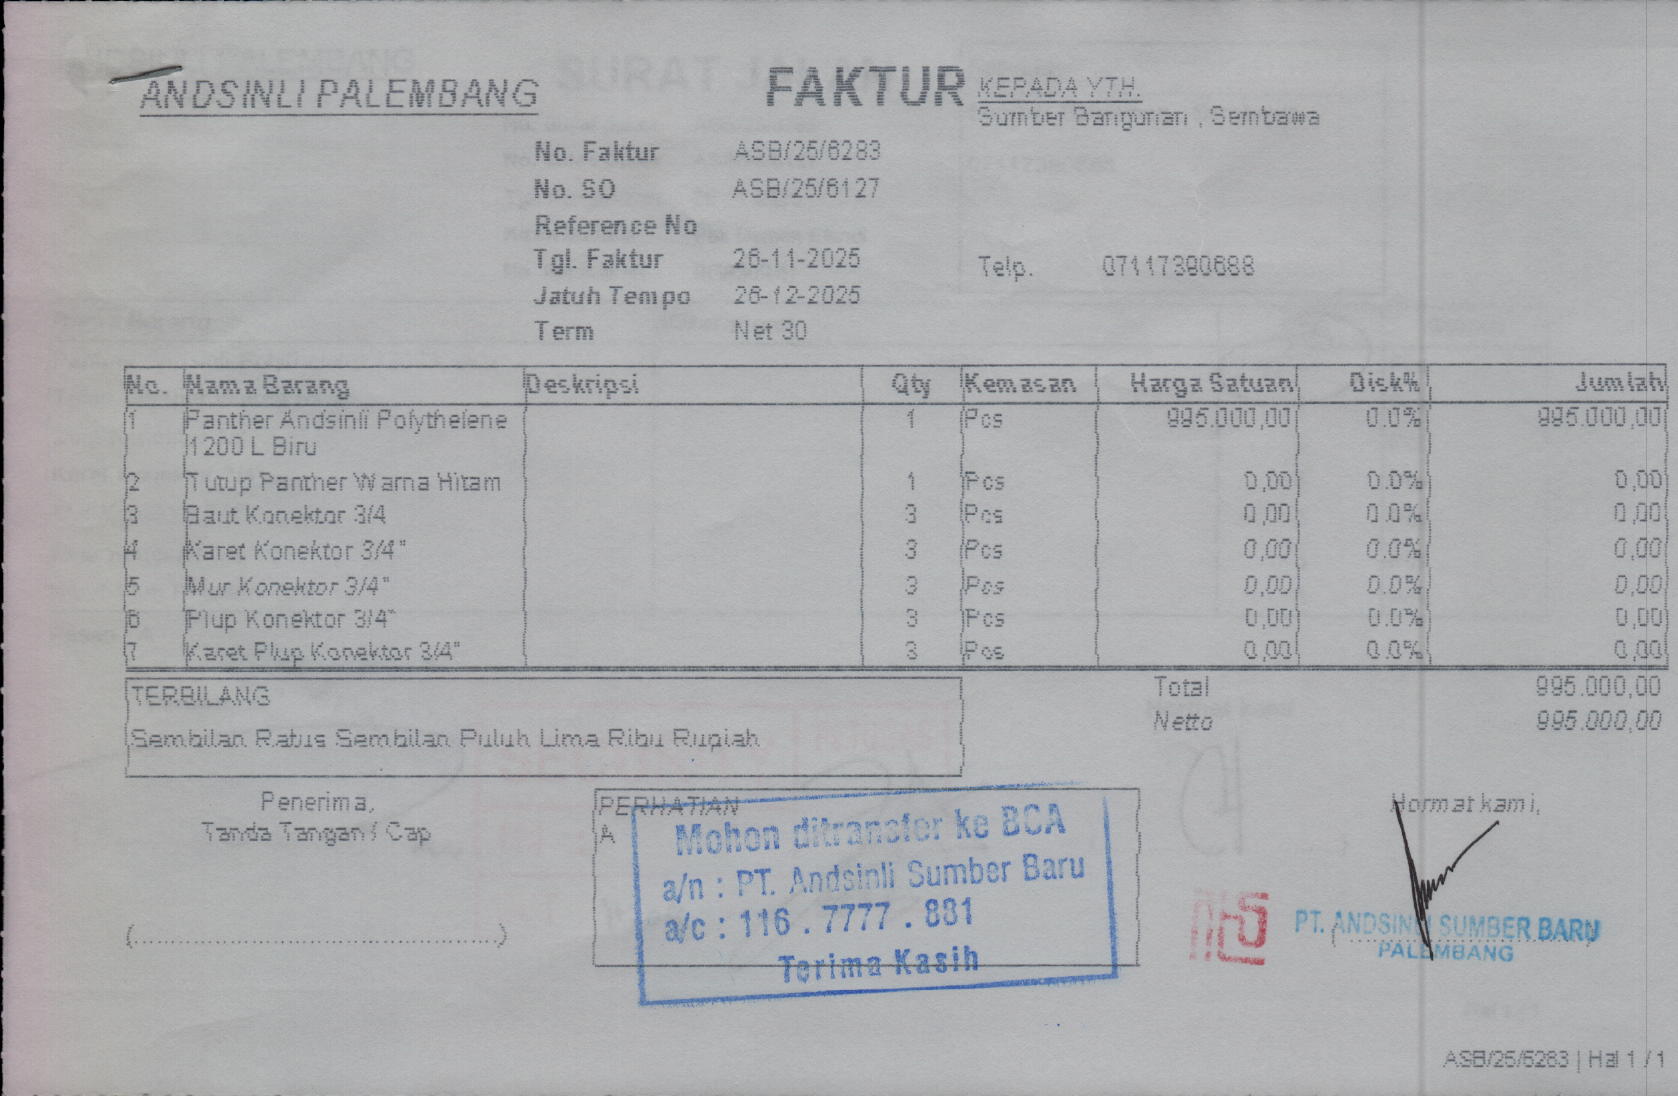 ANDSINLI PALEMBANG
FAKTUR
KEPADA YTH.
Sumber Bangunan , Sembawa
No. Faktur ASB/25/6283
No. SO ASB/25/6127
Reference No
Tgl. Faktur 26-11-2025
Telp. 07117390688
Jatuh Tempo 26-12-2025
Term Net 30
No. Nama Barang Deskripsi Qty Kemasan Harga Satuan Disk% Jumlah
1 Panther Andsinli Polythelene 1 Pcs 995.000,00 0.0% 995.000,00
1200 L Biru
2 Tutup Panther Warna Hitam 1 Pcs 0,00 0.0% 0,00
3 Baut Konektor 3/4 3 Pcs 0,00 0.0% 0,00
4 Karet Konektor 3/4" 3 Pcs 0,00 0.0% 0,00
5 Mur Konektor 3/4" 3 Pcs 0,00 0.0% 0,00
6 Plup Konektor 3/4" 3 Pcs 0,00 0.0% 0,00
7 Karet Plup Konektor 3/4" 3 Pcs 0,00 0.0% 0,00
TERBILANG
Sembilan Ratus Sembilan Puluh Lima Ribu Rupiah
Total 995.000,00
Netto 995.000,00
Penerima,
Tanda Tangan / Cap
(..................................................)
PERHATIAN
A
Mohon ditransfer ke BCA
a/n : PT. Andsinli Sumber Baru
a/c : 116 . 7777 . 881
Terima Kasih
Hormat kami,
PT. ANDSINLI SUMBER BARU
PALEMBANG
ASB/25/6283 | Hal 1 / 1